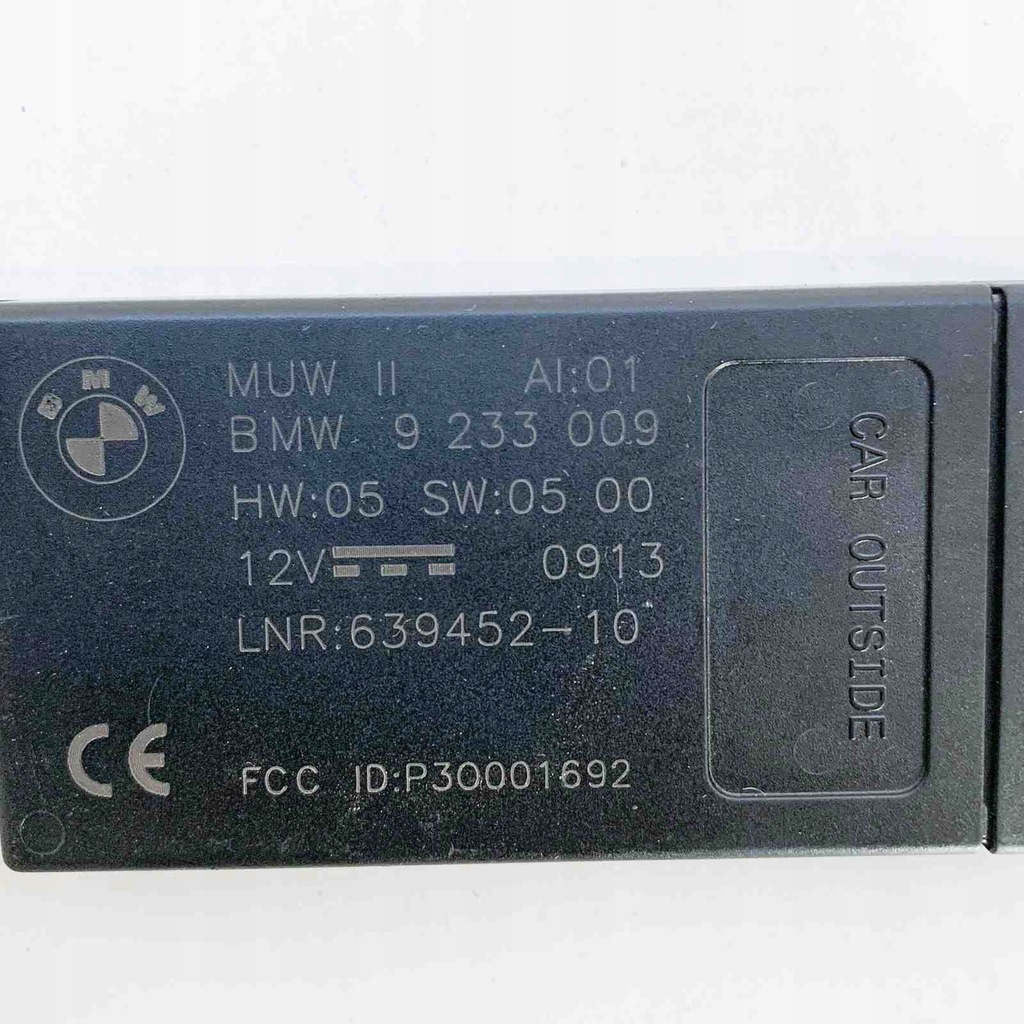 BMW
MUW II AI:01
BMW 9 233 009
HW:05 SW:05 00
12V 0913
LNR:639452-10
CE
FCC ID:P30001692
CAR OUTSIDE